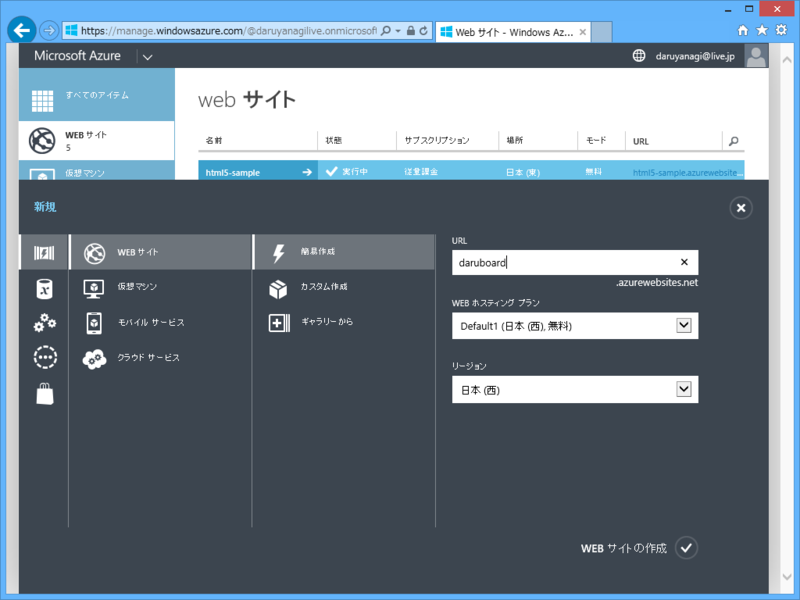 https://manage.windowsazure.com/@daruyanagilive.onmicrosoft
Web サイト - Windows Az...
Microsoft Azure
daruyanagi@live.jp
すべてのアイテム
WEB サイト
5
仮想マシン
web サイト
名前 状態 サブスクリプション 場所 モード URL
html5-sample 実行中 従量課金 日本 (東) 無料 html5-sample.azurewebsite...
新規
WEB サイト
仮想マシン
モバイル サービス
クラウド サービス
簡易作成
カスタム作成
ギャラリーから
URL
daruboard
.azurewebsites.net
WEB ホスティング プラン
Default1 (日本 (西), 無料)
リージョン
日本 (西)
WEB サイトの作成